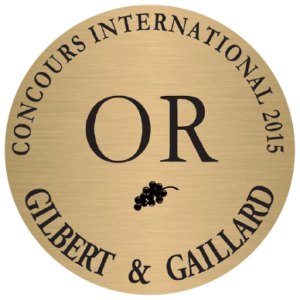 CONCOURS INTERNATIONAL 2015
OR
GILBERT & GAILLARD